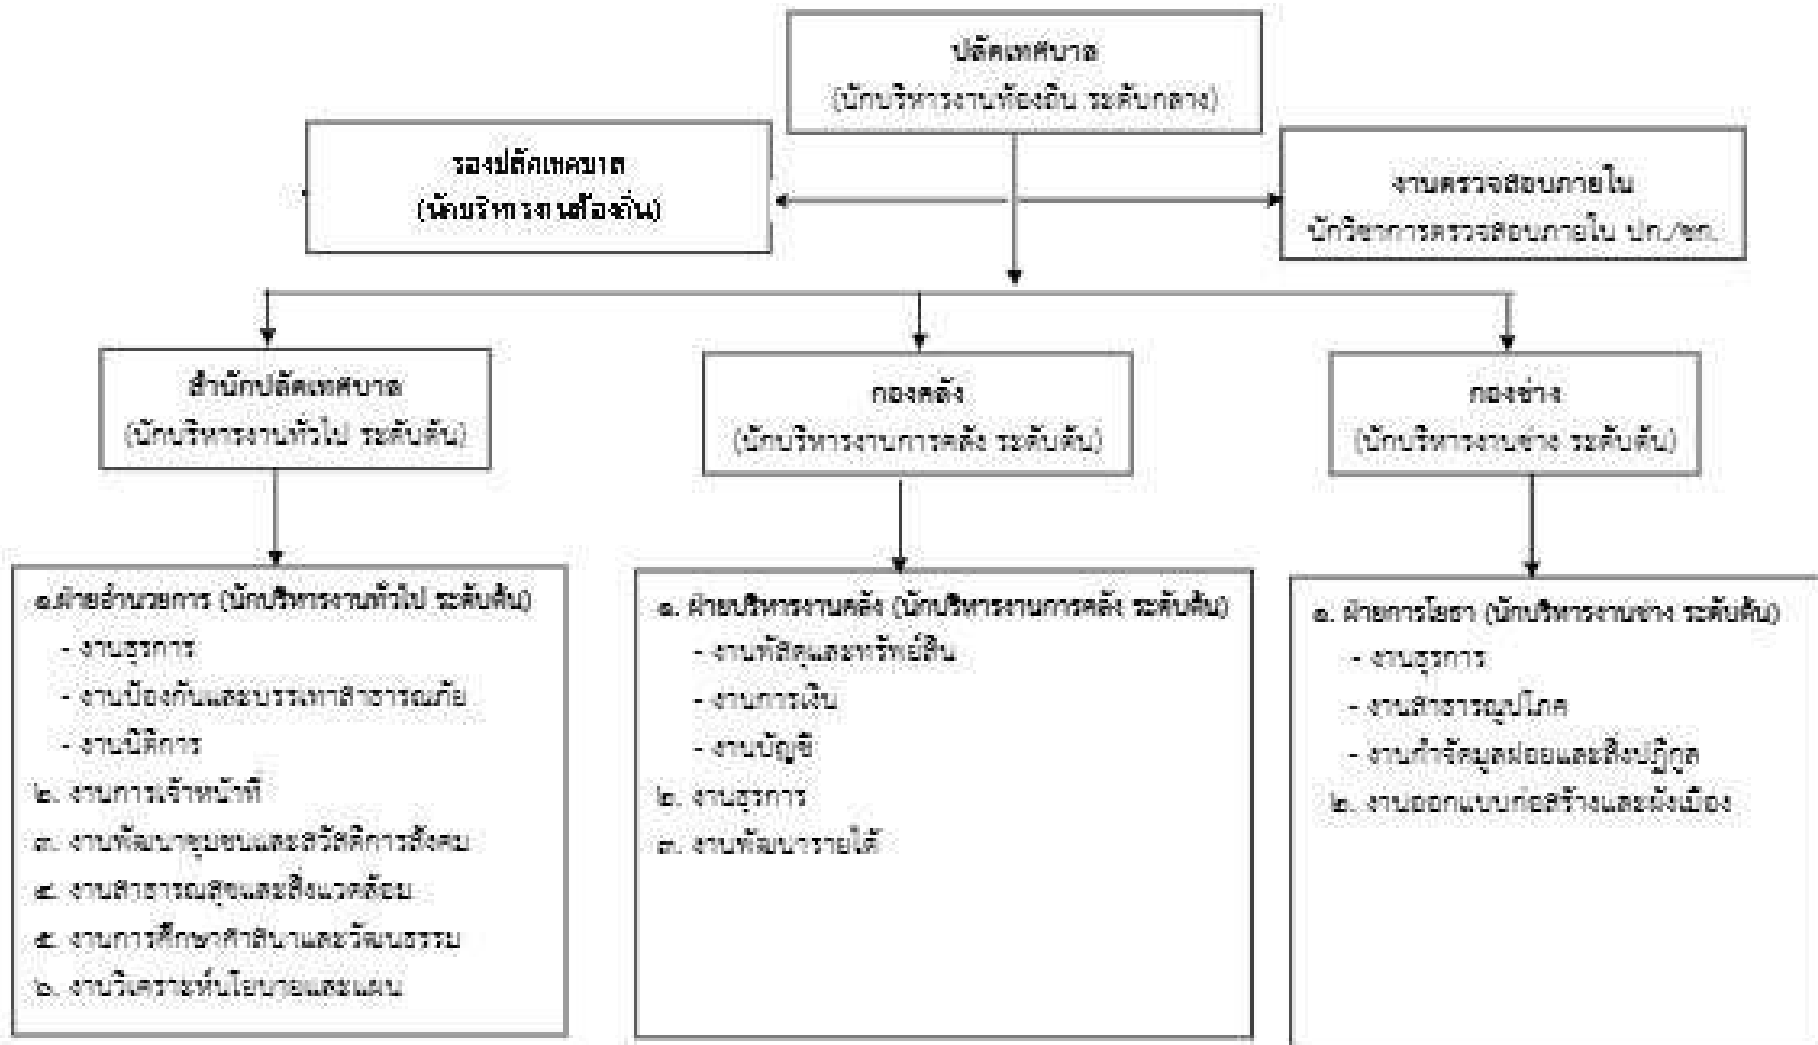 ปลัดเทศบาล
(นักบริหารงานท้องถิ่น ระดับกลาง)
รองปลัดเทศบาล
(นักบริหารงานท้องถิ่น)
งานตรวจสอบภายใน
นักวิชาการตรวจสอบภายใน ปก./ชก.
สำนักปลัดเทศบาล
(นักบริหารงานทั่วไป ระดับต้น)
กองคลัง
(นักบริหารงานการคลัง ระดับต้น)
กองช่าง
(นักบริหารงานช่าง ระดับต้น)
๑.ฝ่ายอำนวยการ (นักบริหารงานทั่วไป ระดับต้น)
- งานธุรการ
- งานป้องกันและบรรเทาสาธารณภัย
- งานนิติการ
๒. งานการเจ้าหน้าที่
๓. งานพัฒนาชุมชนและสวัสดิการสังคม
๔. งานสาธารณสุขและสิ่งแวดล้อม
๕. งานการศึกษาศาสนาและวัฒนธรรม
๖. งานวิเคราะห์นโยบายและแผน
๑. ฝ่ายบริหารงานคลัง (นักบริหารงานการคลัง ระดับต้น)
- งานพัสดุและทรัพย์สิน
- งานการเงิน
- งานบัญชี
๒. งานธุรการ
๓. งานพัฒนารายได้
๑. ฝ่ายการโยธา (นักบริหารงานช่าง ระดับต้น)
- งานธุรการ
- งานสาธารณูปโภค
- งานกำจัดมูลฝอยและสิ่งปฏิกูล
๒. งานออกแบบก่อสร้างและผังเมือง